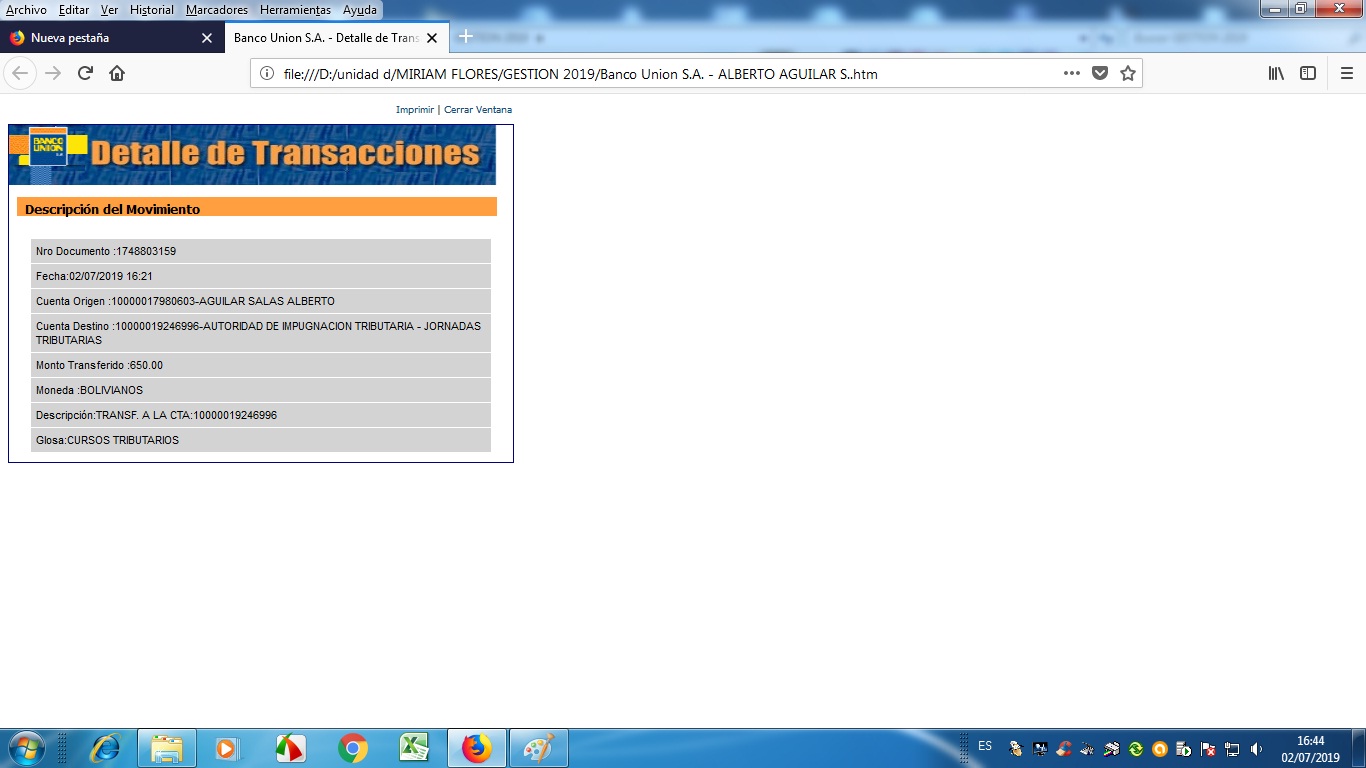 Archivo Editar Ver Historial Marcadores Herramientas Ayuda
Nueva pestaña
Banco Union S.A. - Detalle de Trans
file:///D:/unidad d/MIRIAM FLORES/GESTION 2019/Banco Union S.A. - ALBERTO AGUILAR S..htm
Imprimir | Cerrar Ventana
BANCO
UNION
Detalle de Transacciones
Descripción del Movimiento
Nro Documento :1748803159
Fecha:02/07/2019 16:21
Cuenta Origen :10000017980603-AGUILAR SALAS ALBERTO
Cuenta Destino :10000019246996-AUTORIDAD DE IMPUGNACION TRIBUTARIA - JORNADAS
TRIBUTARIAS
Monto Transferido :650.00
Moneda :BOLIVIANOS
Descripción:TRANSF. A LA CTA:10000019246996
Glosa:CURSOS TRIBUTARIOS
ES
16:44
02/07/2019